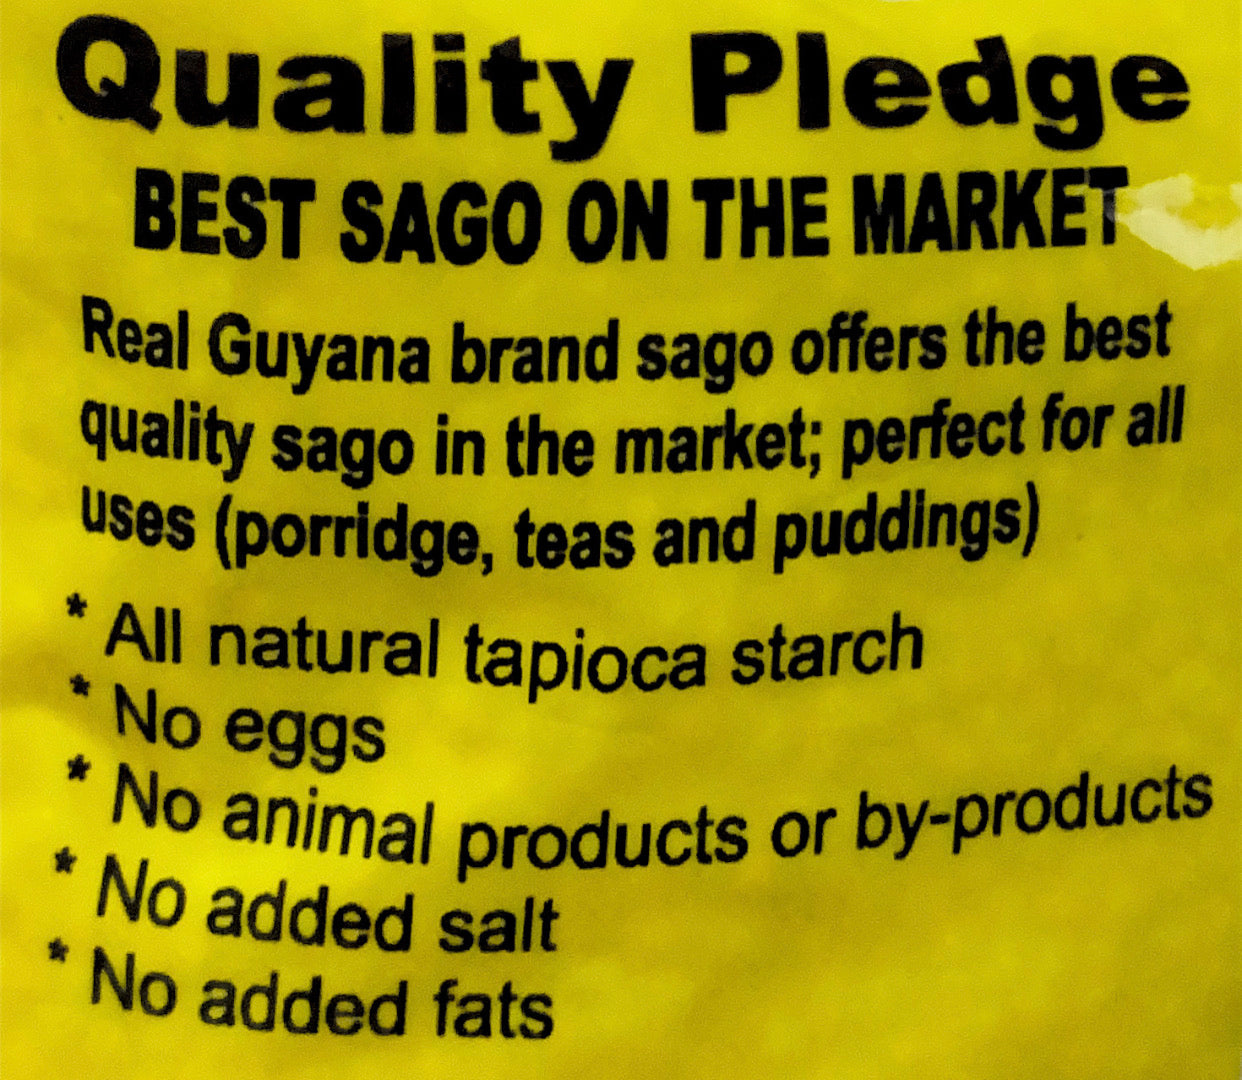 Quality Pledge
BEST SAGO ON THE MARKET
Real Guyana brand sago offers the best
quality sago in the market; perfect for all
uses (porridge, teas and puddings)
* All natural tapioca starch
* No eggs
* No animal products or by-products
* No added salt
* No added fats